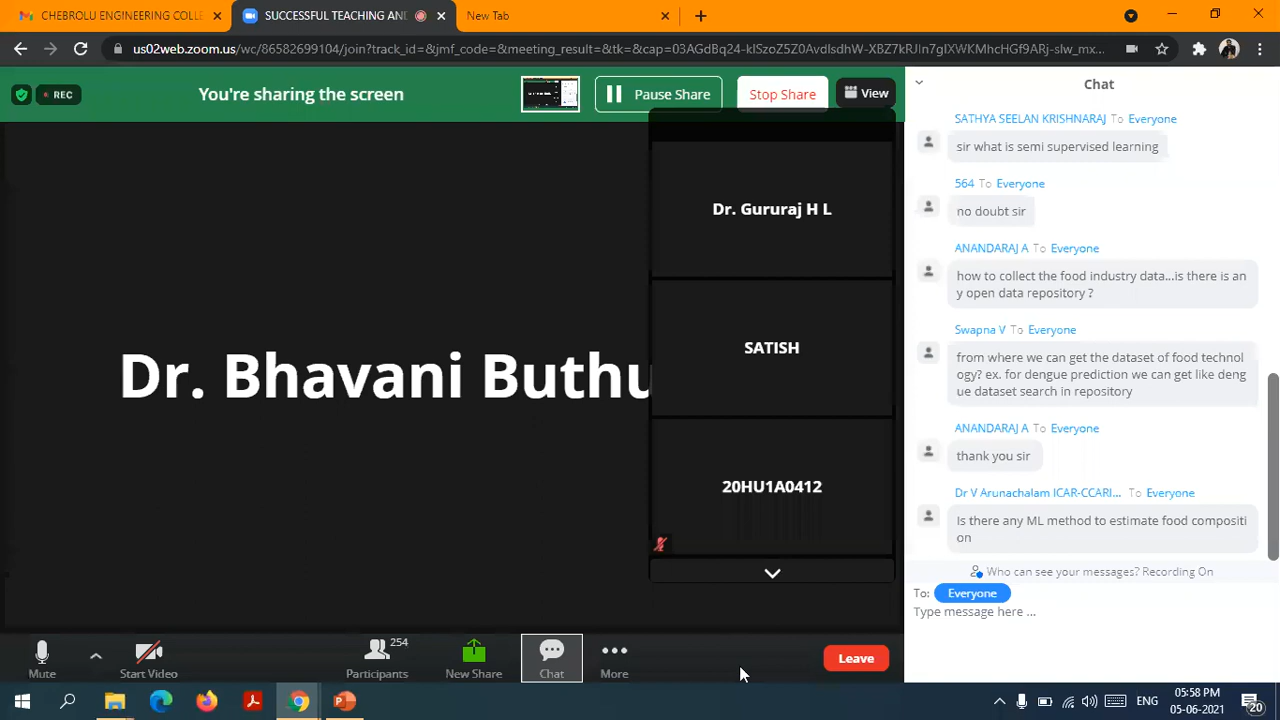 CHEBROLU ENGINEERING COLL
SUCCESSFUL TEACHING AND
New Tab
us02web.zoom.us/wc/86582699104/join?track_id=&jmf_code=&meeting_result=&tk=&cap=
REC
You're sharing the screen
Pause Share
Stop Share
View
Dr. Bhavani Buthu
Dr. Gururaj H L
SATISH
20HU1A0412
Chat
SATHYA SEELAN KRISHNARAJ To Everyone
sir what is semi supervised learning
564 To Everyone
no doubt sir
ANANDARAJ A To Everyone
how to collect the food industry data...is there is an
y open data repository ?
Swapna V To Everyone
from where we can get the dataset of food technol
ogy? ex. for dengue prediction we can get like deng
ue dataset search in repository
ANANDARAJ A To Everyone
thank you sir
Dr V Arunachalam ICAR-CCARI... To Everyone
Is there any ML method to estimate food compositi
on
Who can see your messages? Recording On
To: Everyone
Type message here ...
Mute
Start Video
254
Participants
New Share
Chat
More
Leave
ENG
05:58 PM
05-06-2021
20